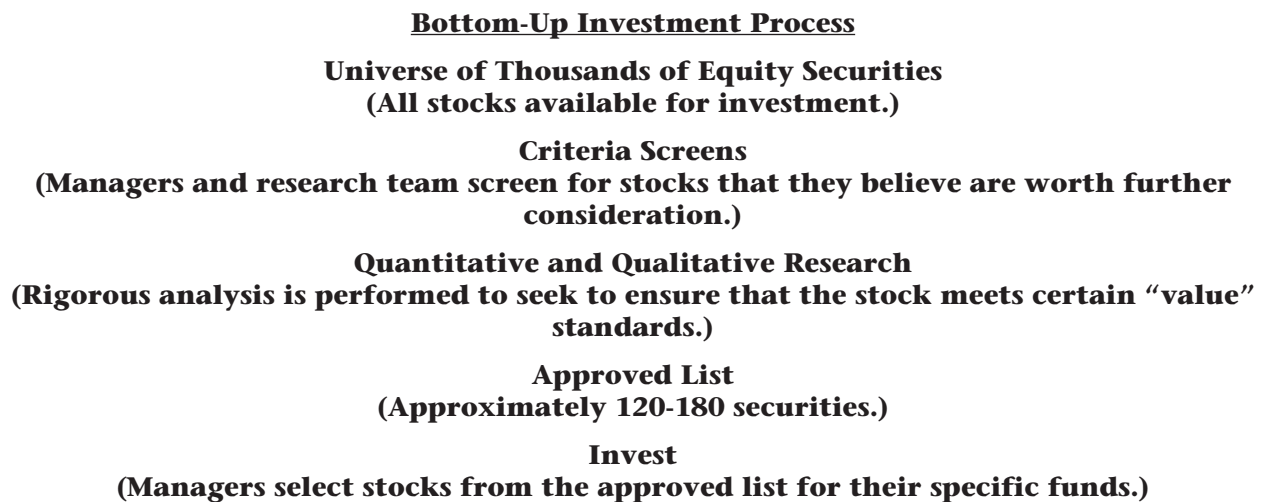 Bottom-Up Investment Process
Universe of Thousands of Equity Securities
(All stocks available for investment.)
Criteria Screens
(Managers and research team screen for stocks that they believe are worth further
consideration.)
Quantitative and Qualitative Research
(Rigorous analysis is performed to seek to ensure that the stock meets certain “value”
standards.)
Approved List
(Approximately 120-180 securities.)
Invest
(Managers select stocks from the approved list for their specific funds.)